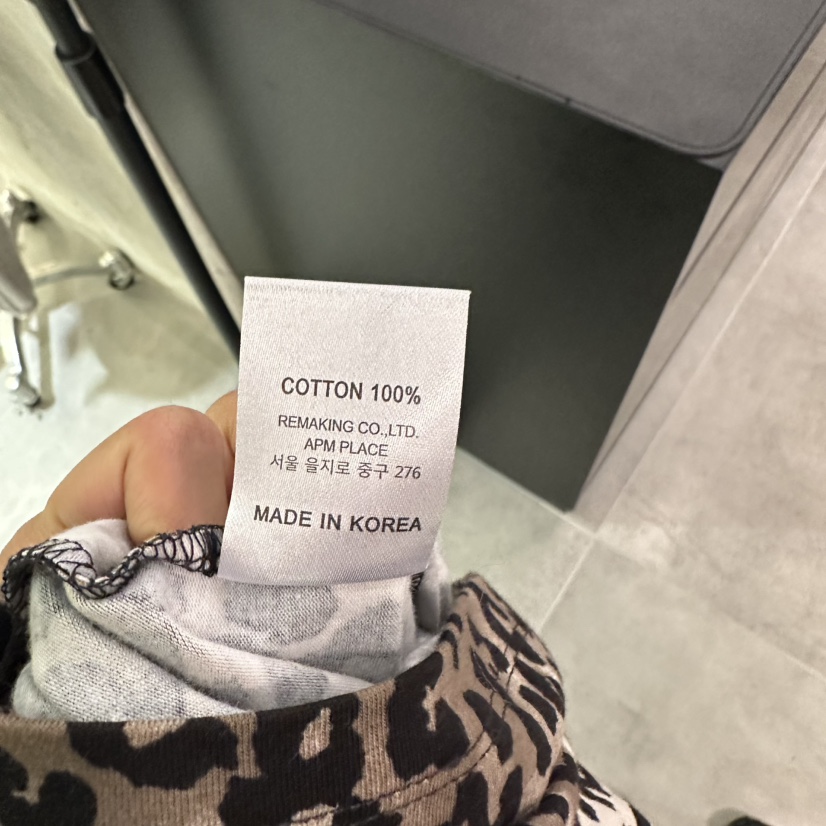 COTTON 100%
REMAKING CO.,LTD.
APM PLACE
서울 을지로 중구 276
MADE IN KOREA